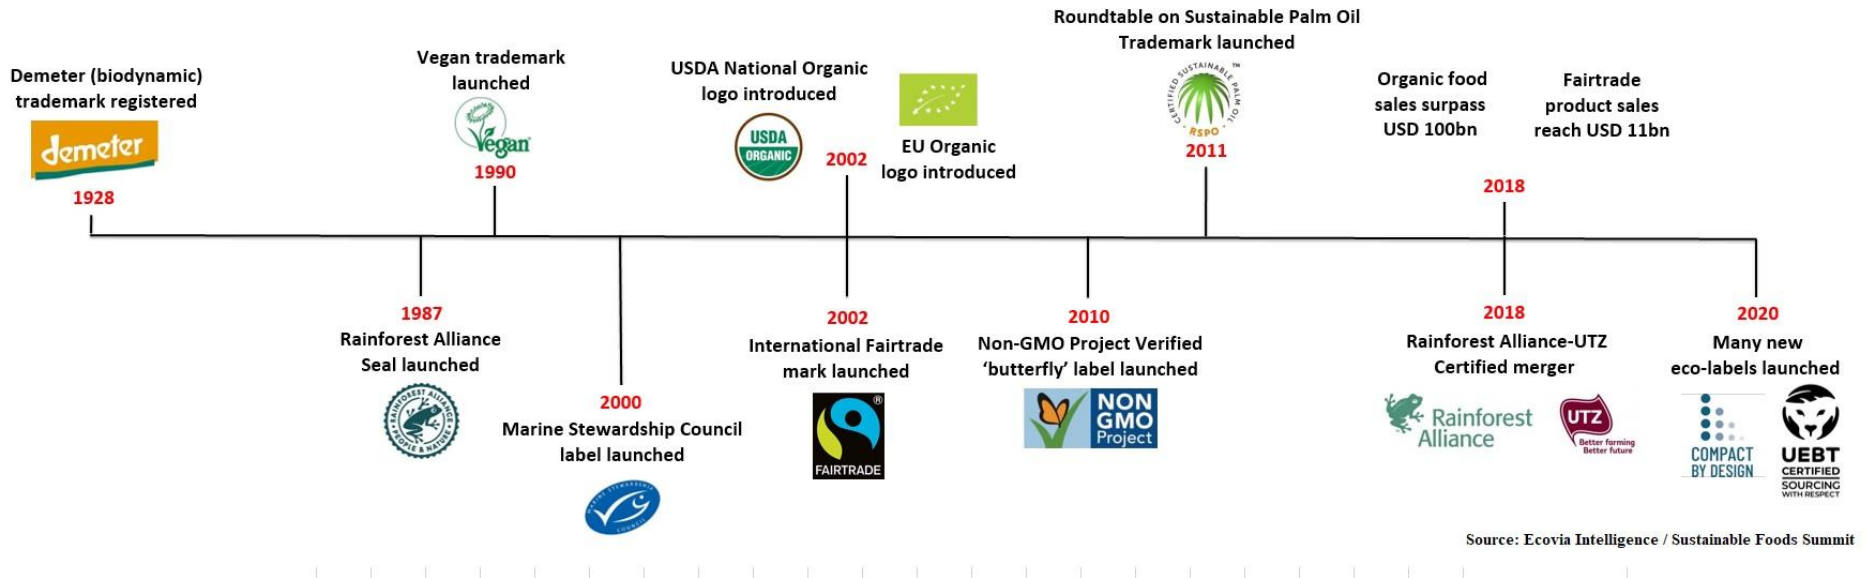 Demeter (biodynamic)
trademark registered
demeter
1928
Vegan trademark
launched
Vegan
1990
USDA National Organic
logo introduced
USDA
ORGANIC
2002
EU Organic
logo introduced
Roundtable on Sustainable Palm Oil
Trademark launched
CERTIFIED SUSTAINABLE PALM OIL ™
RSPO
2011
Organic food
sales surpass
USD 100bn
Fairtrade
product sales
reach USD 11bn
2018
1987
Rainforest Alliance
Seal launched
RAINFOREST ALLIANCE
PEOPLE & NATURE
2000
Marine Stewardship Council
label launched
MARINE STEWARDSHIP
COUNCIL
2002
International Fairtrade
mark launched
®
FAIRTRADE
2010
Non-GMO Project Verified
‘butterfly’ label launched
NON
GMO
Project
2018
Rainforest Alliance-UTZ
Certified merger
Rainforest
Alliance
UTZ
Better farming
Better future
2020
Many new
eco-labels launched
COMPACT
BY DESIGN
UEBT
CERTIFIED
SOURCING
WITH RESPECT
Source: Ecovia Intelligence / Sustainable Foods Summit